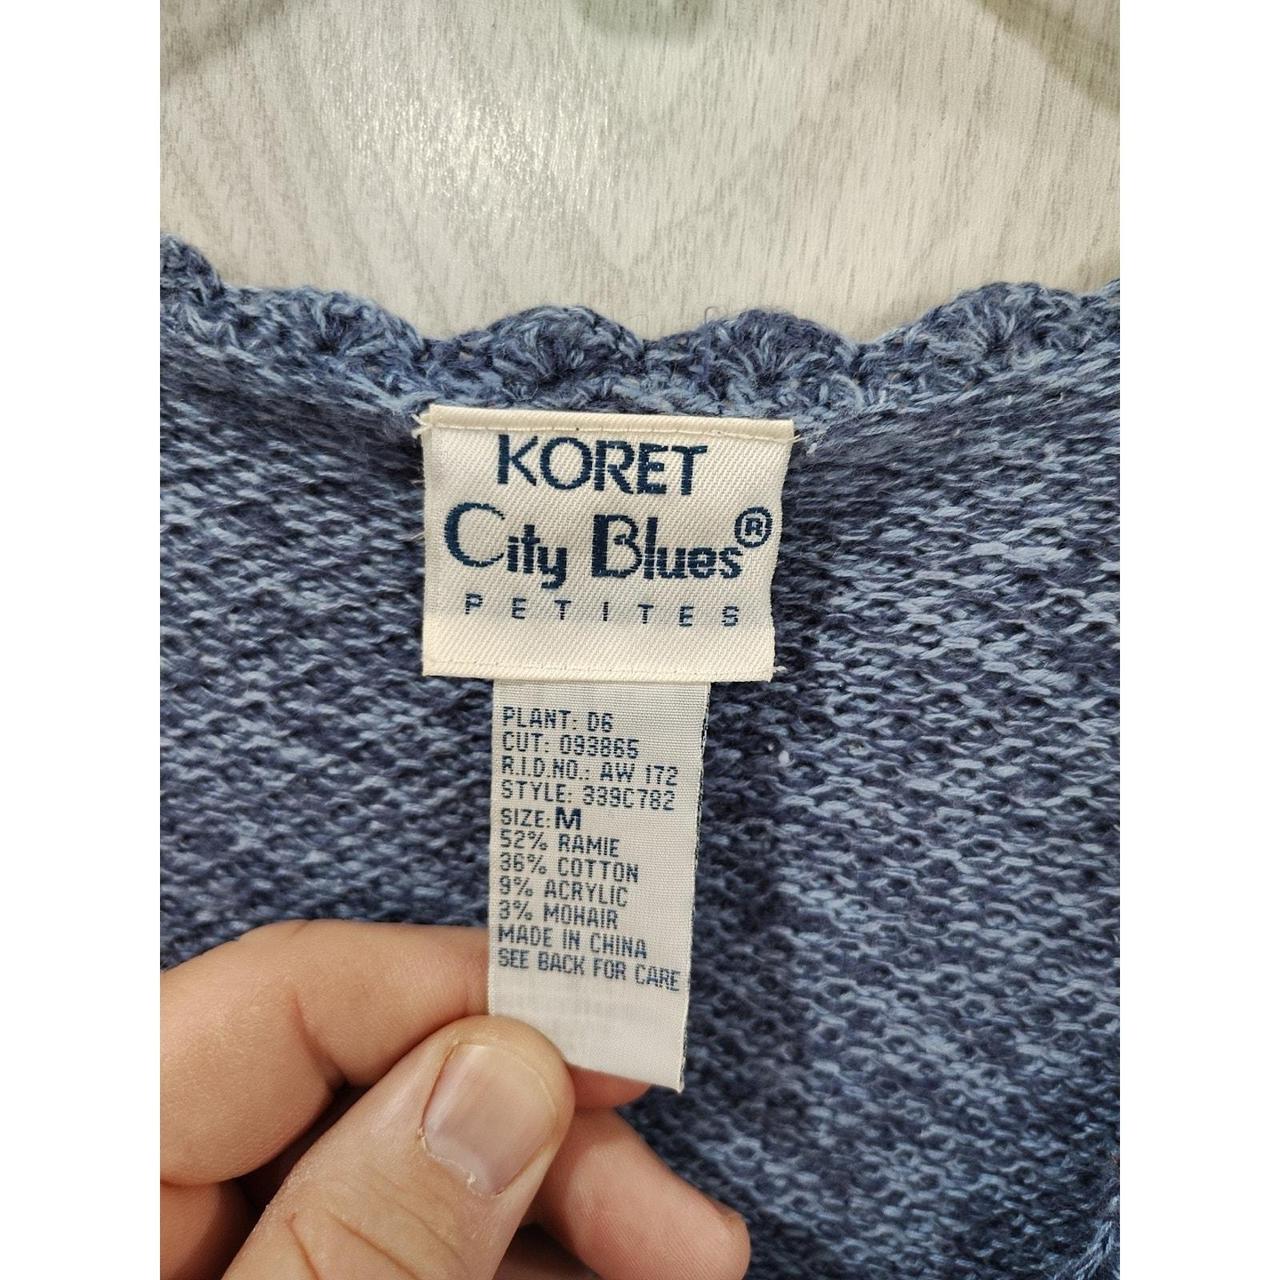 KORET
City Blues®
PETITES
PLANT: D6
CUT: 093865
R.I.D.NO.: AW 172
STYLE: 339C782
SIZE: M
52% RAMIE
36% COTTON
9% ACRYLIC
3% MOHAIR
MADE IN CHINA
SEE BACK FOR CARE